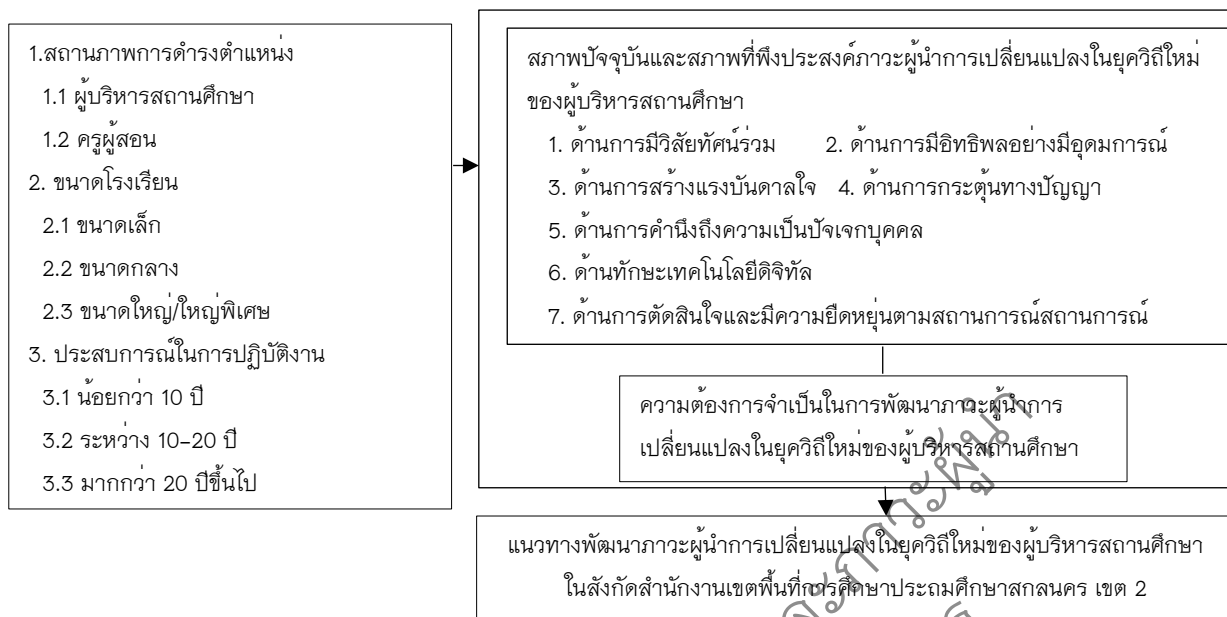 1.สถานภาพการดำรงตำแหน่ง
1.1 ผู้บริหารสถานศึกษา
1.2 ครูผู้สอน
2. ขนาดโรงเรียน
2.1 ขนาดเล็ก
2.2 ขนาดกลาง
2.3 ขนาดใหญ่/ใหญ่พิเศษ
3. ประสบการณ์ในการปฏิบัติงาน
3.1 น้อยกว่า 10 ปี
3.2 ระหว่าง 10-20 ปี
3.3 มากกว่า 20 ปีขึ้นไป
สภาพปัจจุบันและสภาพที่พึงประสงค์ภาวะผู้นำการเปลี่ยนแปลงในยุควิถีใหม่
ของผู้บริหารสถานศึกษา
1. ด้านการมีวิสัยทัศน์ร่วม 2. ด้านการมีอิทธิพลอย่างมีอุดมการณ์
3. ด้านการสร้างแรงบันดาลใจ 4. ด้านการกระตุ้นทางปัญญา
5. ด้านการคำนึงถึงความเป็นปัจเจกบุคคล
6. ด้านทักษะเทคโนโลยีดิจิทัล
7. ด้านการตัดสินใจและมีความยืดหยุ่นตามสถานการณ์สถานการณ์
ความต้องการจำเป็นในการพัฒนาภาวะผู้นำการ
เปลี่ยนแปลงในยุควิถีใหม่ของผู้บริหารสถานศึกษา
แนวทางพัฒนาภาวะผู้นำการเปลี่ยนแปลงในยุควิถีใหม่ของผู้บริหารสถานศึกษา
ในสังกัดสำนักงานเขตพื้นที่การศึกษาประถมศึกษาสกลนคร เขต 2